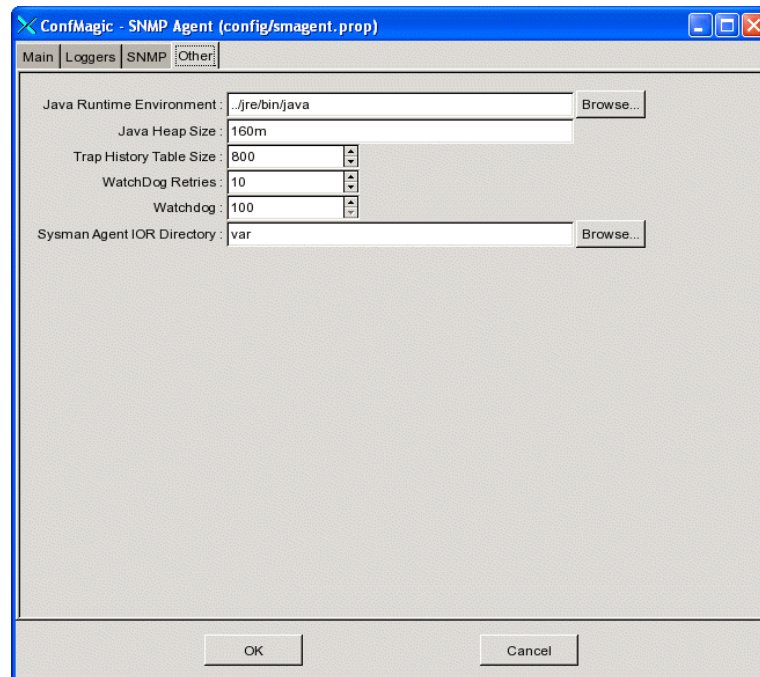 ConfMagic - SNMP Agent (config/smagent.prop)
Main Loggers SNMP Other
Java Runtime Environment : ../jre/bin/java Browse...
Java Heap Size : 160m
Trap History Table Size : 800
WatchDog Retries : 10
Watchdog : 100
Sysman Agent IOR Directory : var Browse...
OK Cancel